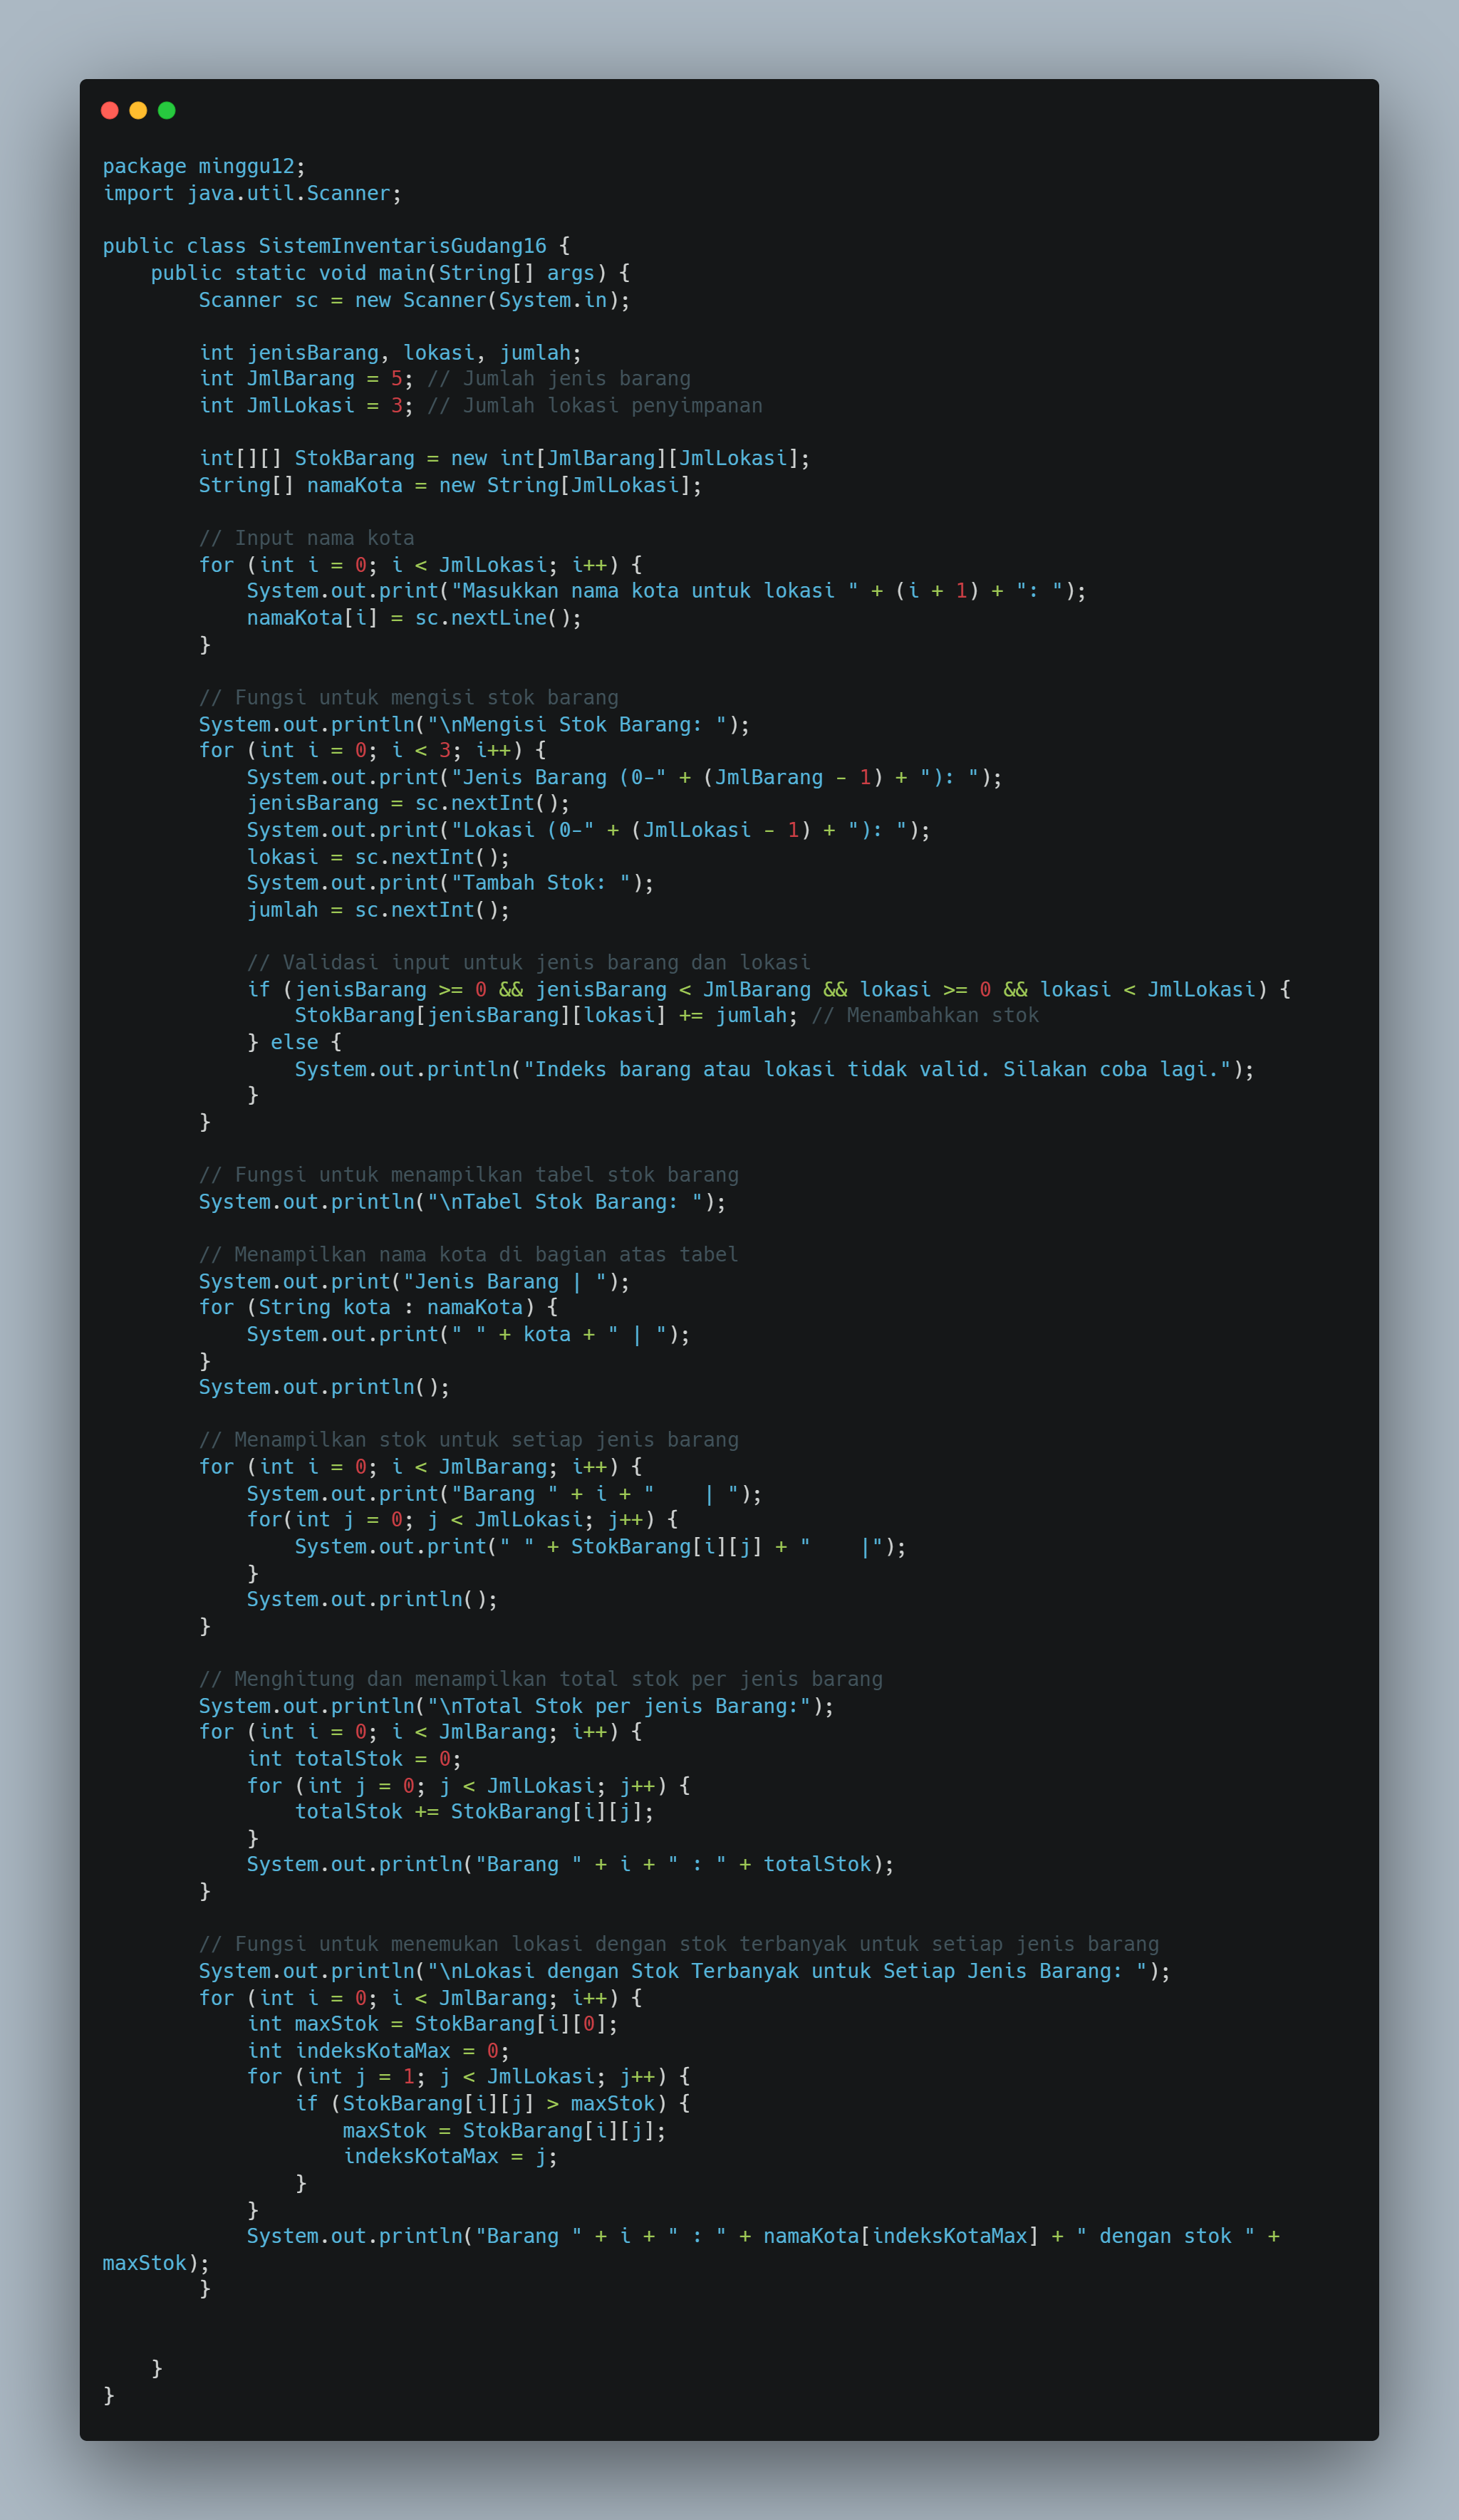 package minggu12;
import java.util.Scanner;

public class SistemInventarisGudang16 {
    public static void main(String[] args) {
        Scanner sc = new Scanner(System.in);

        int jenisBarang, lokasi, jumlah;
        int JmlBarang = 5; // Jumlah jenis barang
        int JmlLokasi = 3; // Jumlah lokasi penyimpanan

        int[][] StokBarang = new int[JmlBarang][JmlLokasi];
        String[] namaKota = new String[JmlLokasi];

        // Input nama kota
        for (int i = 0; i < JmlLokasi; i++) {
            System.out.print("Masukkan nama kota untuk lokasi " + (i + 1) + ": ");
            namaKota[i] = sc.nextLine();
        }

        // Fungsi untuk mengisi stok barang
        System.out.println("\nMengisi Stok Barang: ");
        for (int i = 0; i < 3; i++) {
            System.out.print("Jenis Barang (0-" + (JmlBarang - 1) + "): ");
            jenisBarang = sc.nextInt();
            System.out.print("Lokasi (0-" + (JmlLokasi - 1) + "): ");
            lokasi = sc.nextInt();
            System.out.print("Tambah Stok: ");
            jumlah = sc.nextInt();

            // Validasi input untuk jenis barang dan lokasi
            if (jenisBarang >= 0 && jenisBarang < JmlBarang && lokasi >= 0 && lokasi < JmlLokasi) {
                StokBarang[jenisBarang][lokasi] += jumlah; // Menambahkan stok
            } else {
                System.out.println("Indeks barang atau lokasi tidak valid. Silakan coba lagi.");
            }
        }

        // Fungsi untuk menampilkan tabel stok barang
        System.out.println("\nTabel Stok Barang: ");

        // Menampilkan nama kota di bagian atas tabel
        System.out.print("Jenis Barang | ");
        for (String kota : namaKota) {
            System.out.print(" " + kota + " | ");
        }
        System.out.println();

        // Menampilkan stok untuk setiap jenis barang
        for (int i = 0; i < JmlBarang; i++) {
            System.out.print("Barang " + i + "    | ");
            for(int j = 0; j < JmlLokasi; j++) {
                System.out.print(" " + StokBarang[i][j] + "    |");
            }
            System.out.println();
        }

        // Menghitung dan menampilkan total stok per jenis barang
        System.out.println("\nTotal Stok per jenis Barang:");
        for (int i = 0; i < JmlBarang; i++) {
            int totalStok = 0;
            for (int j = 0; j < JmlLokasi; j++) {
                totalStok += StokBarang[i][j];
            }
            System.out.println("Barang " + i + " : " + totalStok);
        }

        // Fungsi untuk menemukan lokasi dengan stok terbanyak untuk setiap jenis barang
        System.out.println("\nLokasi dengan Stok Terbanyak untuk Setiap Jenis Barang: ");
        for (int i = 0; i < JmlBarang; i++) {
            int maxStok = StokBarang[i][0];
            int indeksKotaMax = 0;
            for (int j = 1; j < JmlLokasi; j++) {
                if (StokBarang[i][j] > maxStok) {
                    maxStok = StokBarang[i][j];
                    indeksKotaMax = j;
                }
            }
            System.out.println("Barang " + i + " : " + namaKota[indeksKotaMax] + " dengan stok " +
maxStok);
        }

    }
}